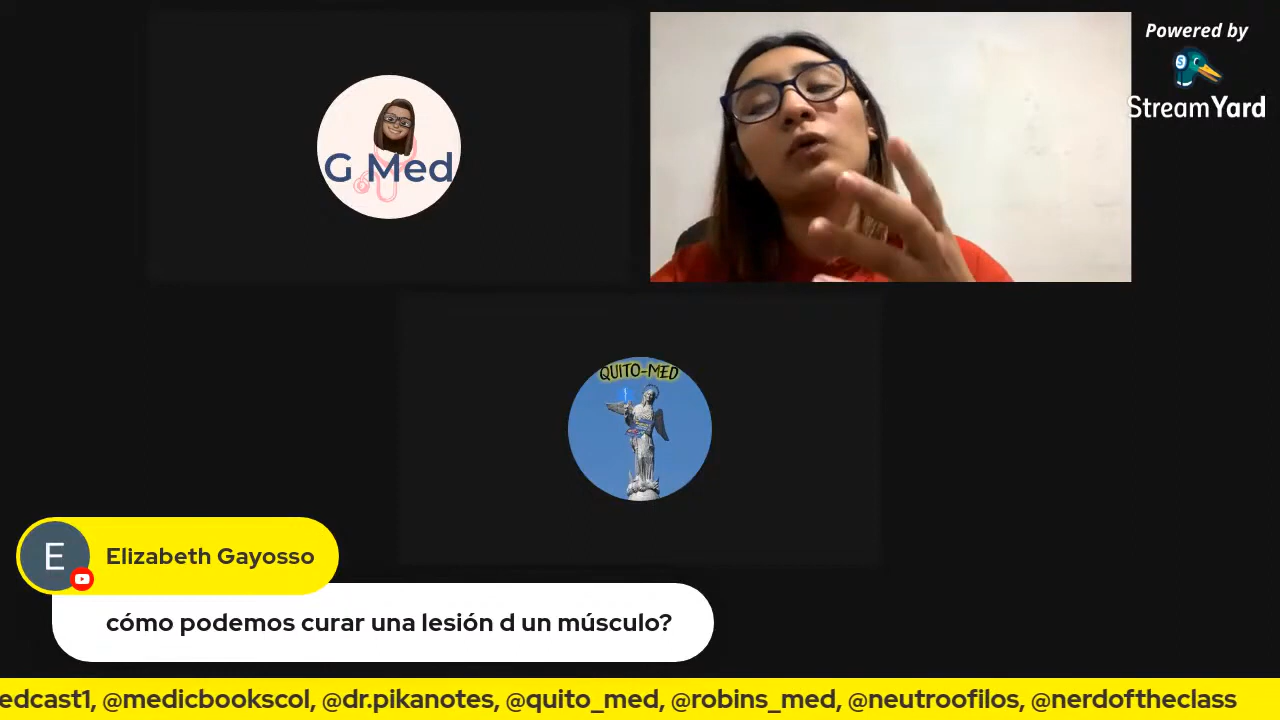 Powered by
StreamYard
G Med
QUITO-MED
E
Elizabeth Gayosso
cómo podemos curar una lesión d un músculo?
edcast1, @medicbookscol, @dr.pikanotes, @quito_med, @robins_med, @neutroofilos, @nerdoftheclass